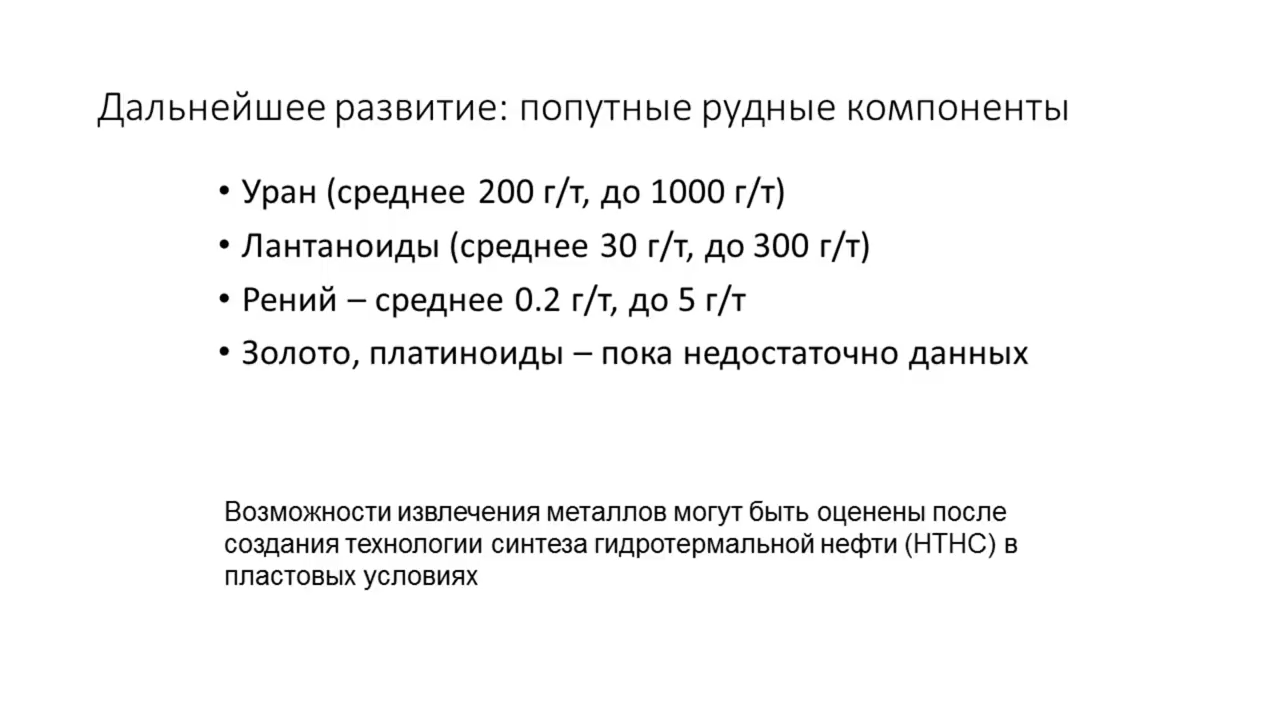 Дальнейшее развитие: попутные рудные компоненты
• Уран (среднее 200 г/т, до 1000 г/т)
• Лантаноиды (среднее 30 г/т, до 300 г/т)
• Рений – среднее 0.2 г/т, до 5 г/т
• Золото, платиноиды – пока недостаточно данных
Возможности извлечения металлов могут быть оценены после
создания технологии синтеза гидротермальной нефти (НТНС) в
пластовых условиях